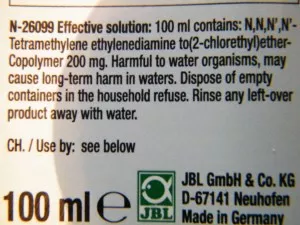 N-26099 Effective solution: 100 ml contains: N,N,N',N'-
Tetramethylene ethylenediamine to(2-chlorethyl)ether-
Copolymer 200 mg. Harmful to water organisms, may
cause long-term harm in waters. Dispose of empty
containers in the household refuse. Rinse any left-over
product away with water.
CH. / Use by: see below
100 ml ℮
JBL
JBL GmbH & Co. KG
D-67141 Neuhofen
Made in Germany